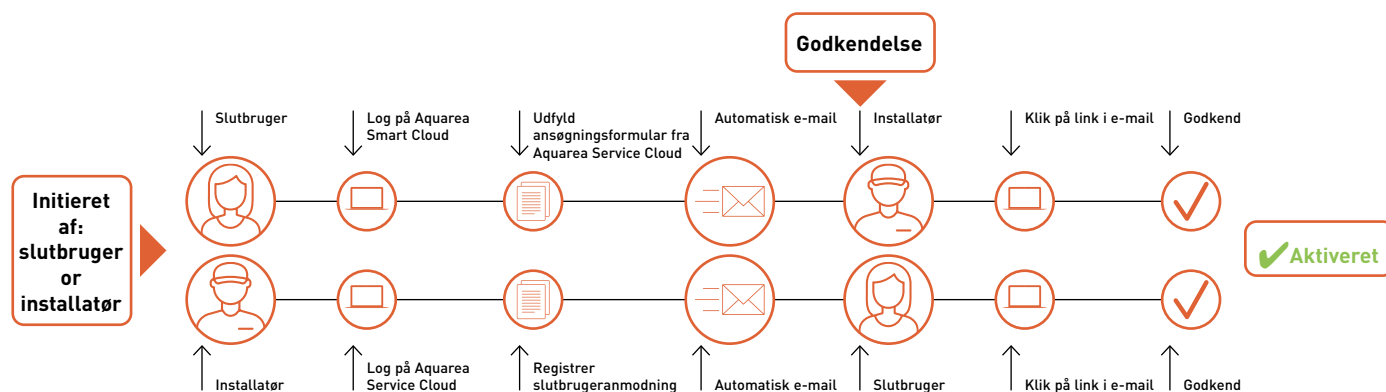 Godkendelse
Slutbruger
Log på Aquarea
Smart Cloud
Udfyld
ansøgningsformular fra
Aquarea Service Cloud
Automatisk e-mail
Installatør
Klik på link i e-mail
Godkend
Initieret
af:
slutbruger
or
installatør
Aktiveret
Installatør
Log på Aquarea
Service Cloud
Registrer
slutbrugeranmodning
Automatisk e-mail
Slutbruger
Klik på link i e-mail
Godkend